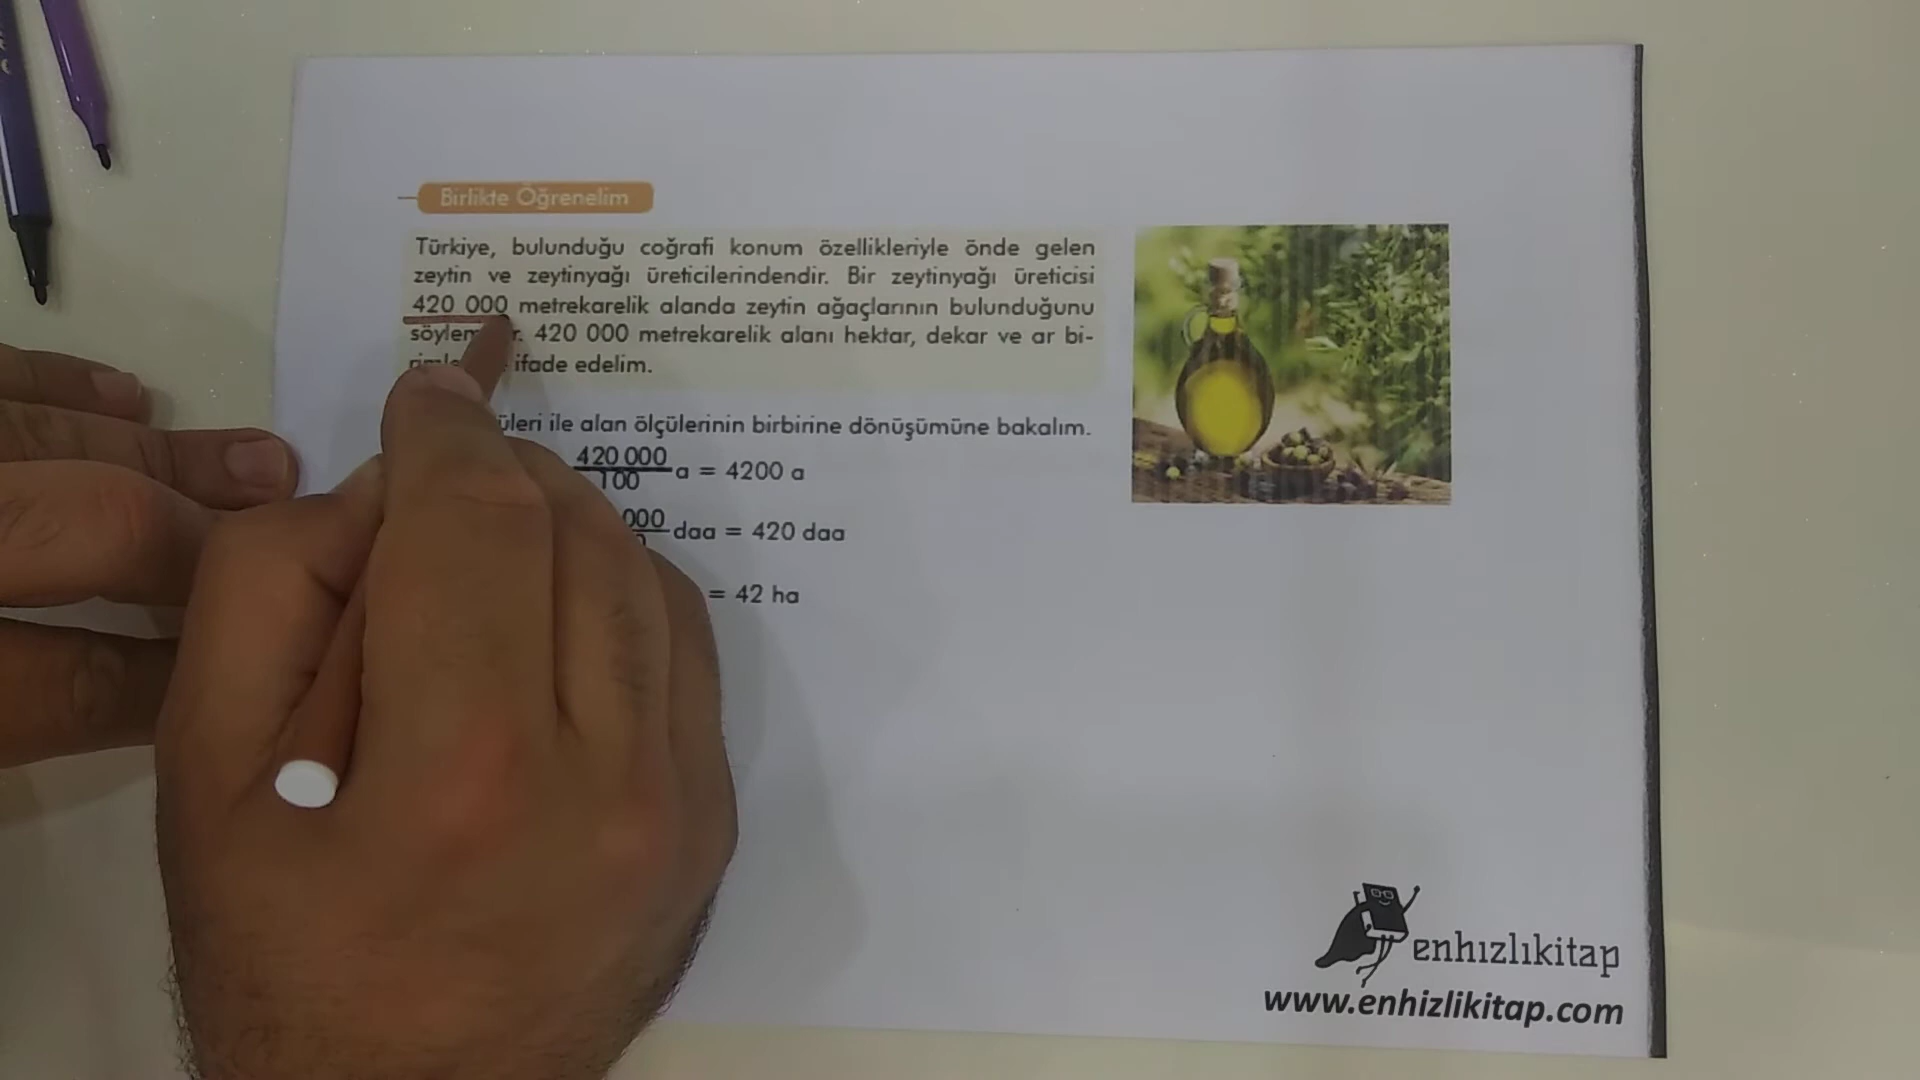 Birlikte Öğrenelim
Türkiye, bulunduğu coğrafi konum özellikleriyle önde gelen
zeytin ve zeytinyağı üreticilerindendir. Bir zeytinyağı üreticisi
420 000 metrekarelik alanda zeytin ağaçlarının bulunduğunu
420 000 metrekarelik alanı hektar, dekar ve ar bi-
ifade edelim.
ile alan ölçülerinin birbirine dönüşümüne bakalım.
420 000
100
a = 4200 a
000
daa = 420 daa
= 42 ha
enhızlıkitap
www.enhizlikitap.com